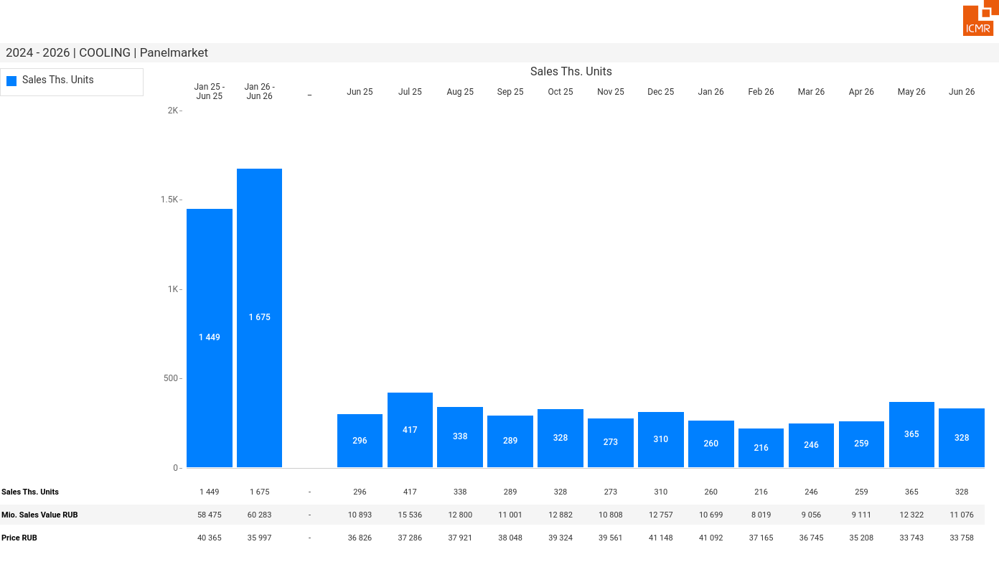 ICMR
2024 - 2026 | COOLING | Panelmarket
Sales Ths. Units
Sales Ths. Units
Jan 25 - Jan 26 -
Jun 25 Jun 26 – Jun 25 Jul 25 Aug 25 Sep 25 Oct 25 Nov 25 Dec 25 Jan 26 Feb 26 Mar 26 Apr 26 May 26 Jun 26
2K
1.5K
1K
500
0
1 449 1 675 296 417 338 289 328 273 310 260 216 246 259 365 328
Sales Ths. Units 1 449 1 675 - 296 417 338 289 328 273 310 260 216 246 259 365 328
Mio. Sales Value RUB 58 475 60 283 - 10 893 15 536 12 800 11 001 12 882 10 808 12 757 10 699 8 019 9 056 9 111 12 322 11 076
Price RUB 40 365 35 997 - 36 826 37 286 37 921 38 048 39 324 39 561 41 148 41 092 37 165 36 745 35 208 33 743 33 758